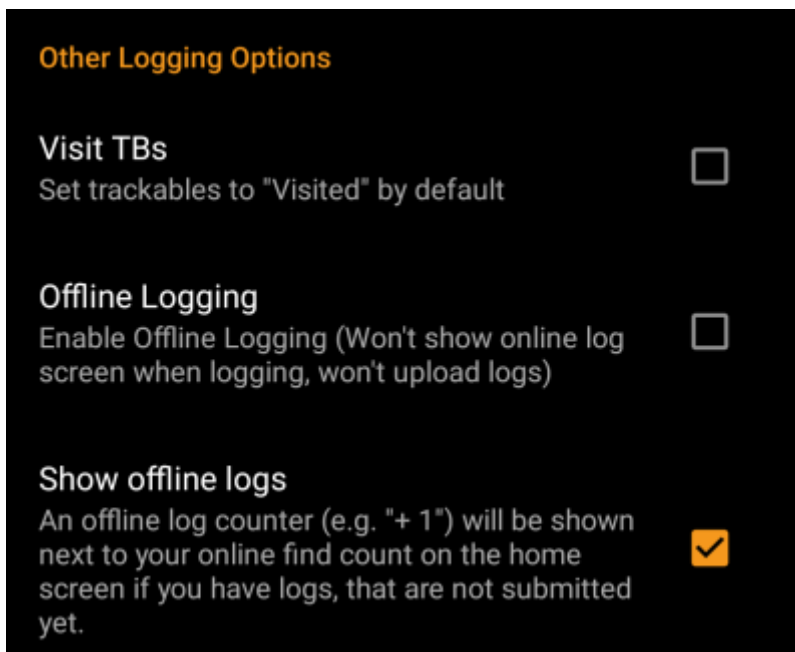 Other Logging Options
Visit TBs
Set trackables to "Visited" by default
Offline Logging
Enable Offline Logging (Won't show online log
screen when logging, won't upload logs)
Show offline logs
An offline log counter (e.g. "+ 1") will be shown
next to your online find count on the home
screen if you have logs, that are not submitted
yet.